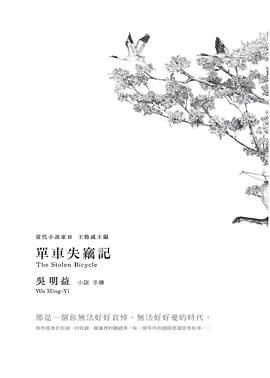 當代小說家Ⅱ 王德威主編
單車失竊記
The Stolen Bicycle
吳明益 小說 手繪
Wu Ming-Yi
那是一個你無法好好哀悼，無法好好愛的時代。